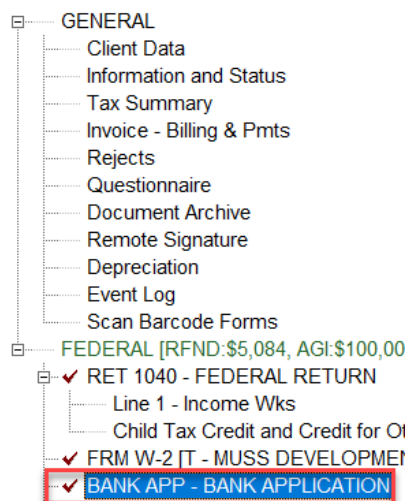 GENERAL
Client Data
Information and Status
Tax Summary
Invoice - Billing & Pmts
Rejects
Questionnaire
Document Archive
Remote Signature
Depreciation
Event Log
Scan Barcode Forms
FEDERAL [RFND:$5,084, AGI:$100,00
RET 1040 - FEDERAL RETURN
Line 1 - Income Wks
Child Tax Credit and Credit for Ot
FRM W-2 [T - MUSS DEVELOPMEN
BANK APP - BANK APPLICATION